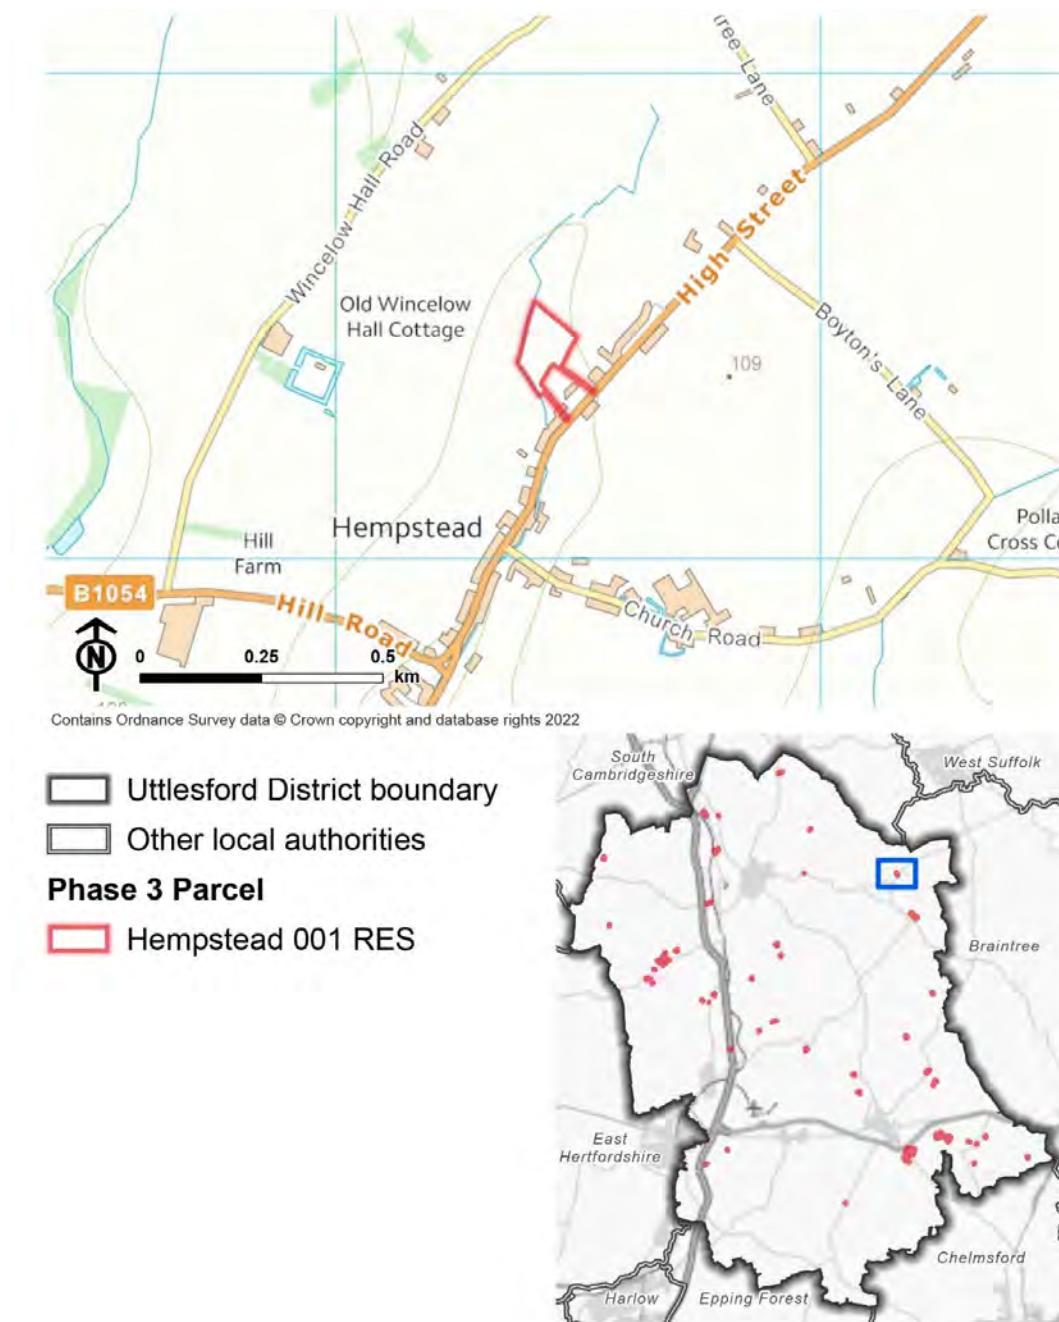 ree Lane
Wincelow Hall Road
High Street
Old Wincelow
Hall Cottage
Boyton's Lane
109
Hempstead
Hill
Farm
Polla
Cross Co
B1054
Hill Road
Church Road
N
0 0.25 0.5
km
Contains Ordnance Survey data © Crown copyright and database rights 2022
Uttlesford District boundary
Other local authorities
Phase 3 Parcel
Hempstead 001 RES
South
Cambridgeshire
West Suffolk
Braintree
East
Hertfordshire
Chelmsford
Harlow
Epping Forest